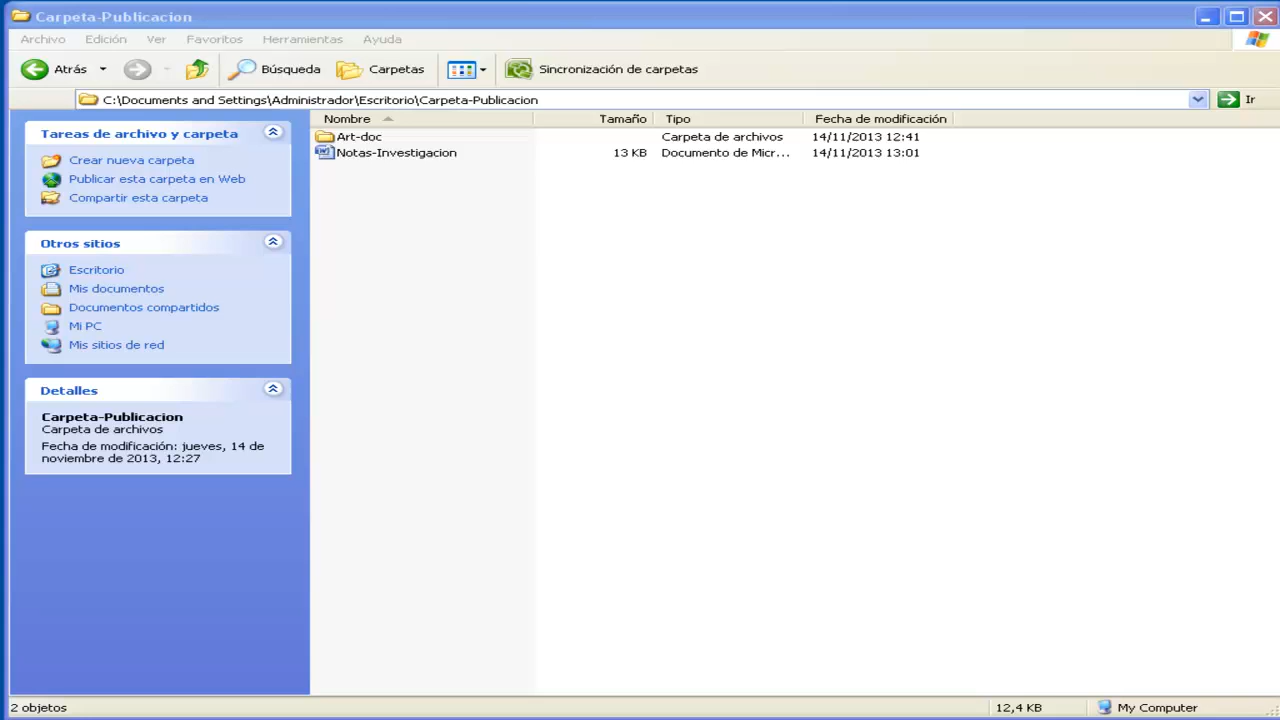 Carpeta-Publicacion
Archivo Edición Ver Favoritos Herramientas Ayuda
Atrás Búsqueda Carpetas Sincronización de carpetas
C:\Documents and Settings\Administrador\Escritorio\Carpeta-Publicacion Ir
Nombre Tamaño Tipo Fecha de modificación
Art-doc Carpeta de archivos 14/11/2013 12:41
Notas-Investigacion 13 KB Documento de Micr... 14/11/2013 13:01
Tareas de archivo y carpeta
Crear nueva carpeta
Publicar esta carpeta en Web
Compartir esta carpeta
Otros sitios
Escritorio
Mis documentos
Documentos compartidos
Mi PC
Mis sitios de red
Detalles
Carpeta-Publicacion
Carpeta de archivos
Fecha de modificación: jueves, 14 de
noviembre de 2013, 12:27
2 objetos 12,4 KB My Computer